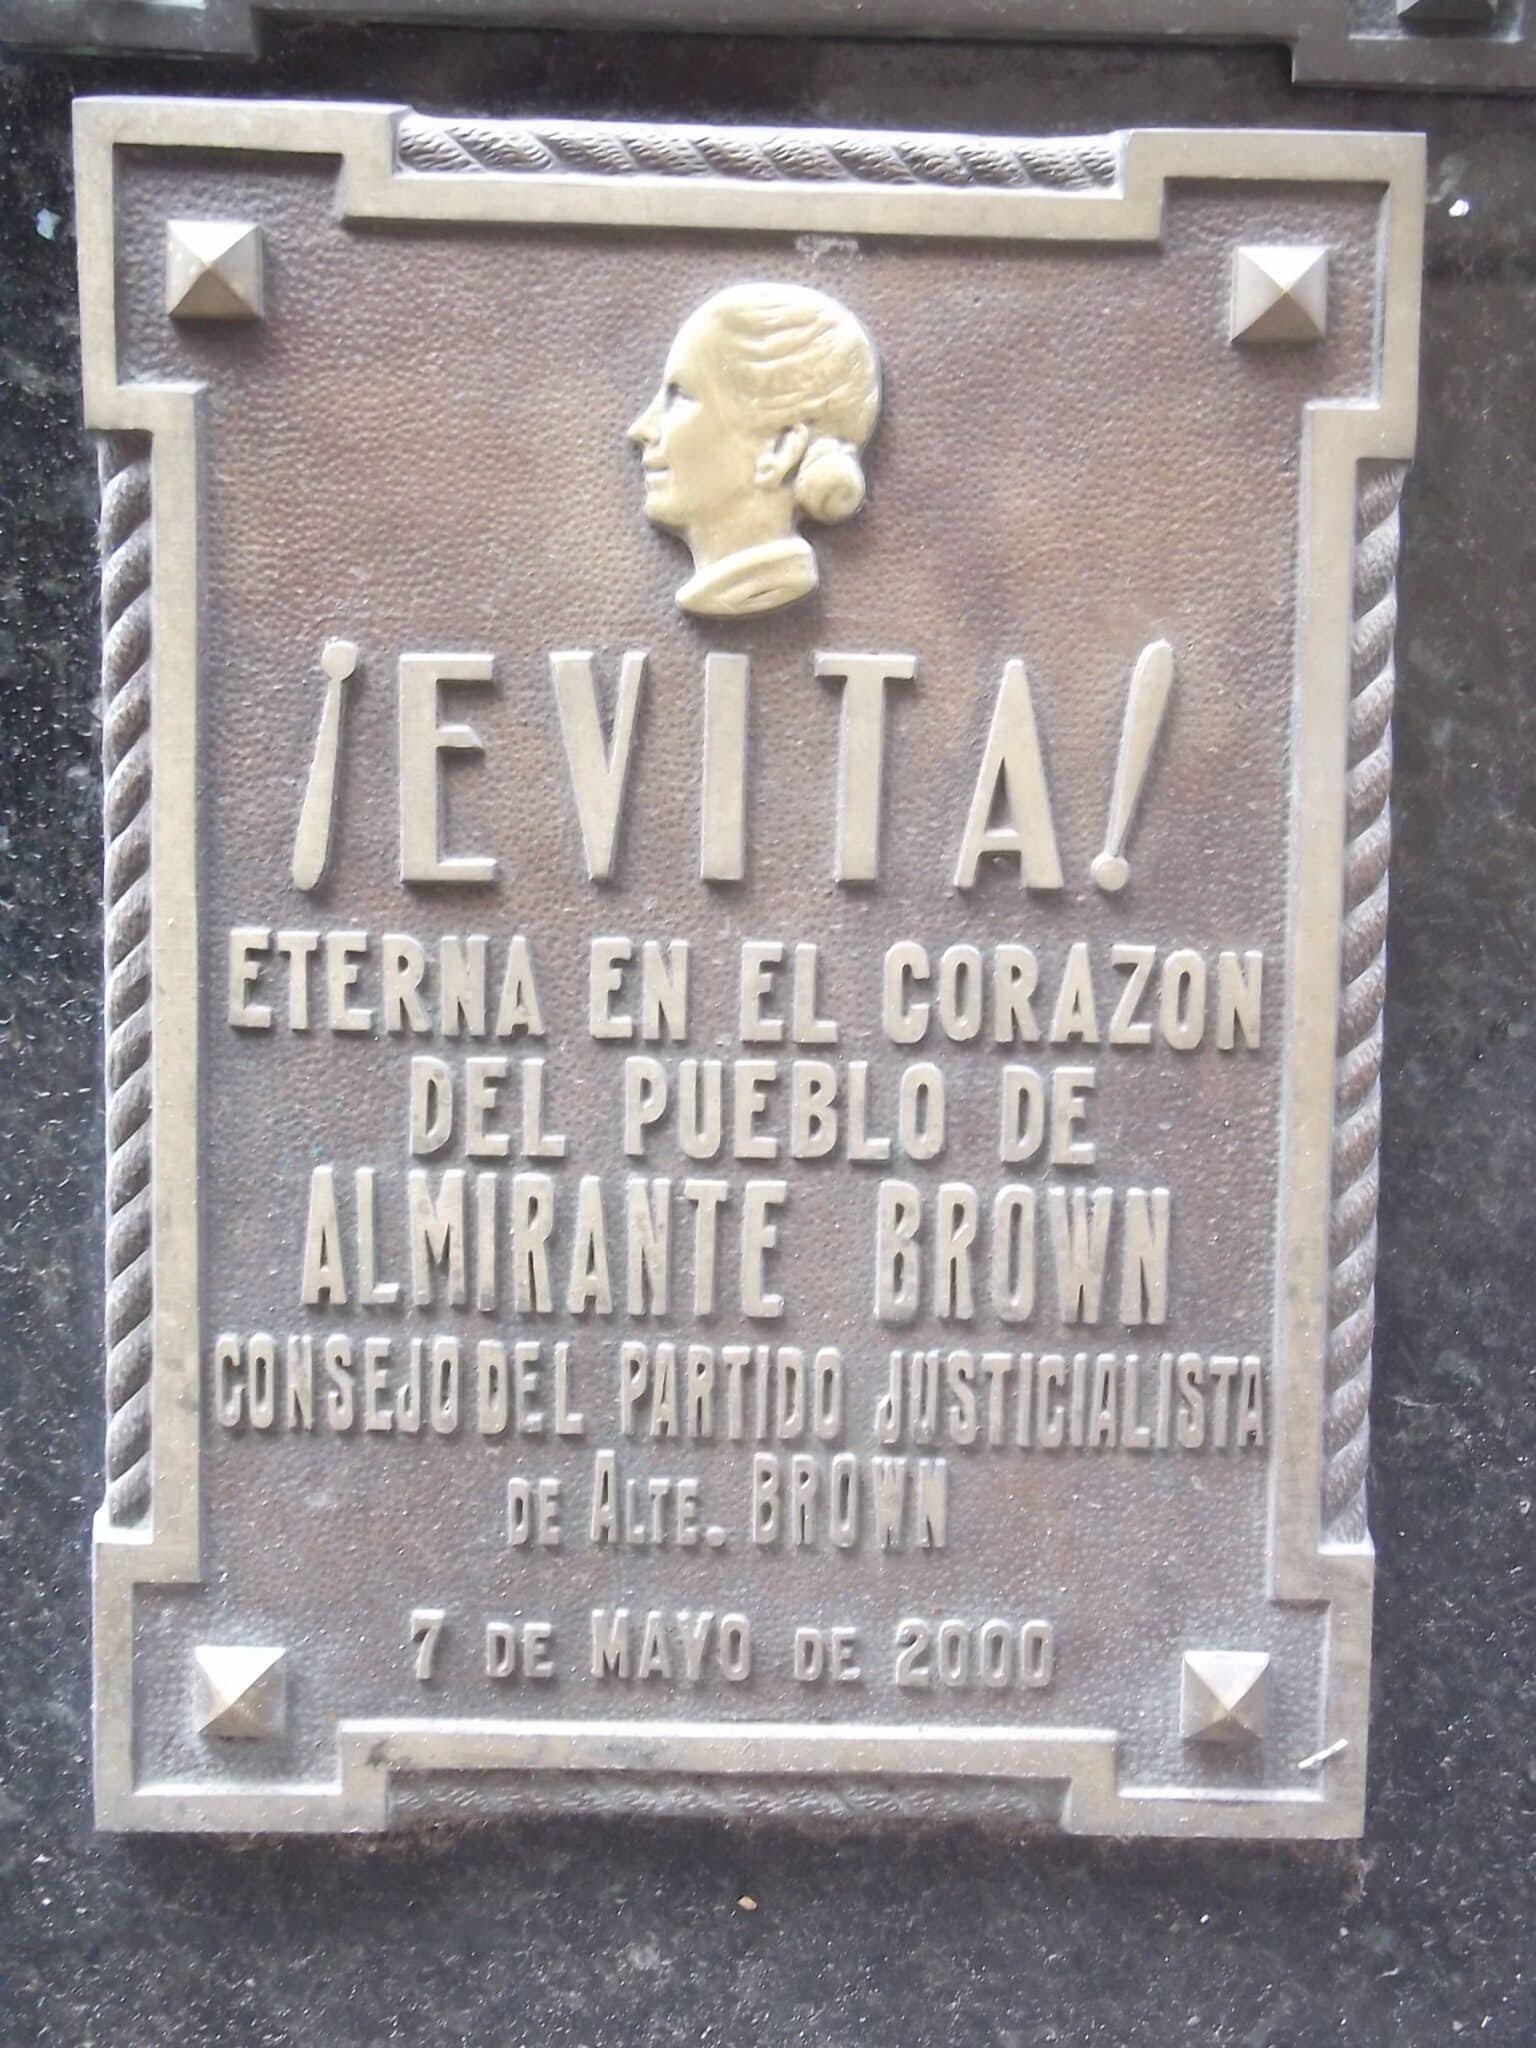 ¡EVITA!
ETERNA EN EL CORAZON
DEL PUEBLO DE
ALMIRANTE BROWN
CONSEJO DEL PARTIDO JUSTICIALISTA
DE ALTE. BROWN
7 DE MAYO DE 2000